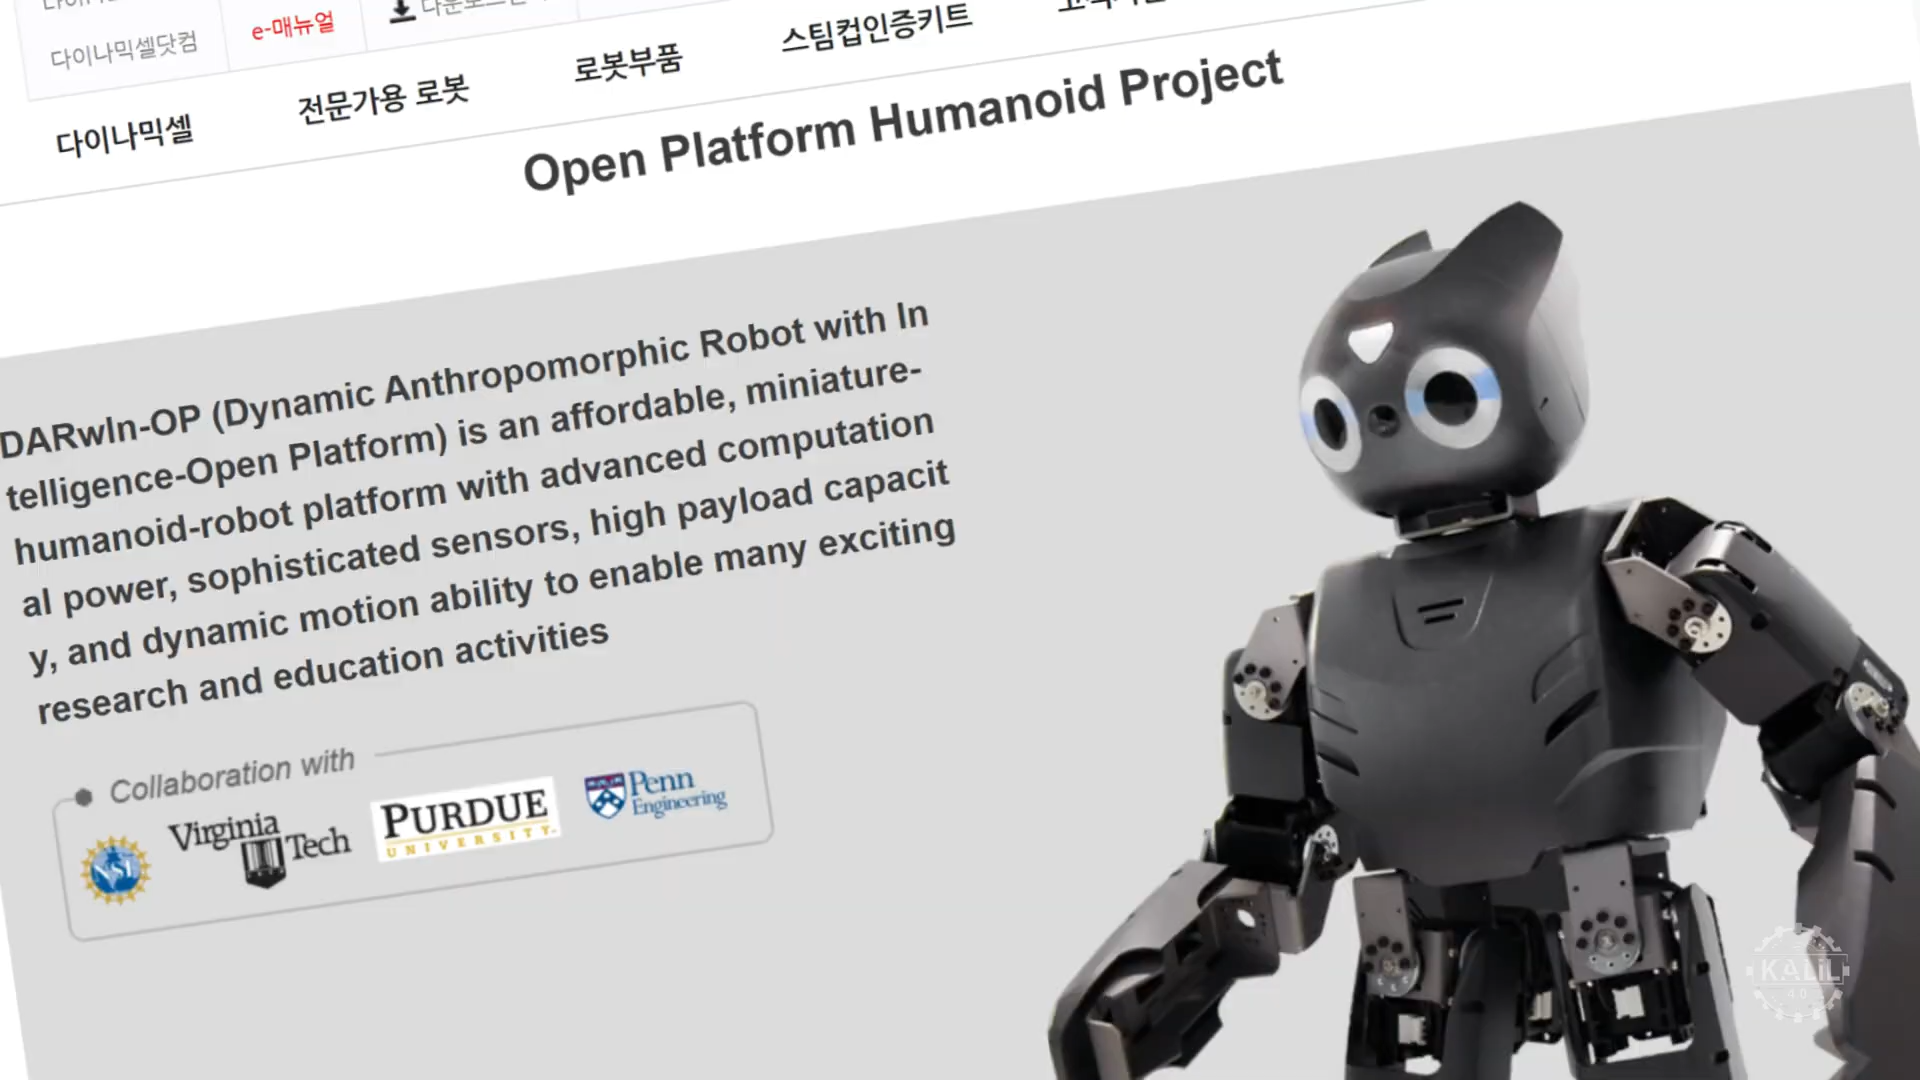 다이나믹셀닷컴
e-매뉴얼
다이나믹셀
전문가용 로봇
로봇부품
스팀컵인증키트
Open Platform Humanoid Project
DARwIn-OP (Dynamic Anthropomorphic Robot with In
telligence-Open Platform) is an affordable, miniature-
humanoid-robot platform with advanced computation
al power, sophisticated sensors, high payload capacit
y, and dynamic motion ability to enable many exciting
research and education activities
Collaboration with
NSF
Virginia
Tech
PURDUE
UNIVERSITY
Penn
Engineering
KALIL
4.0